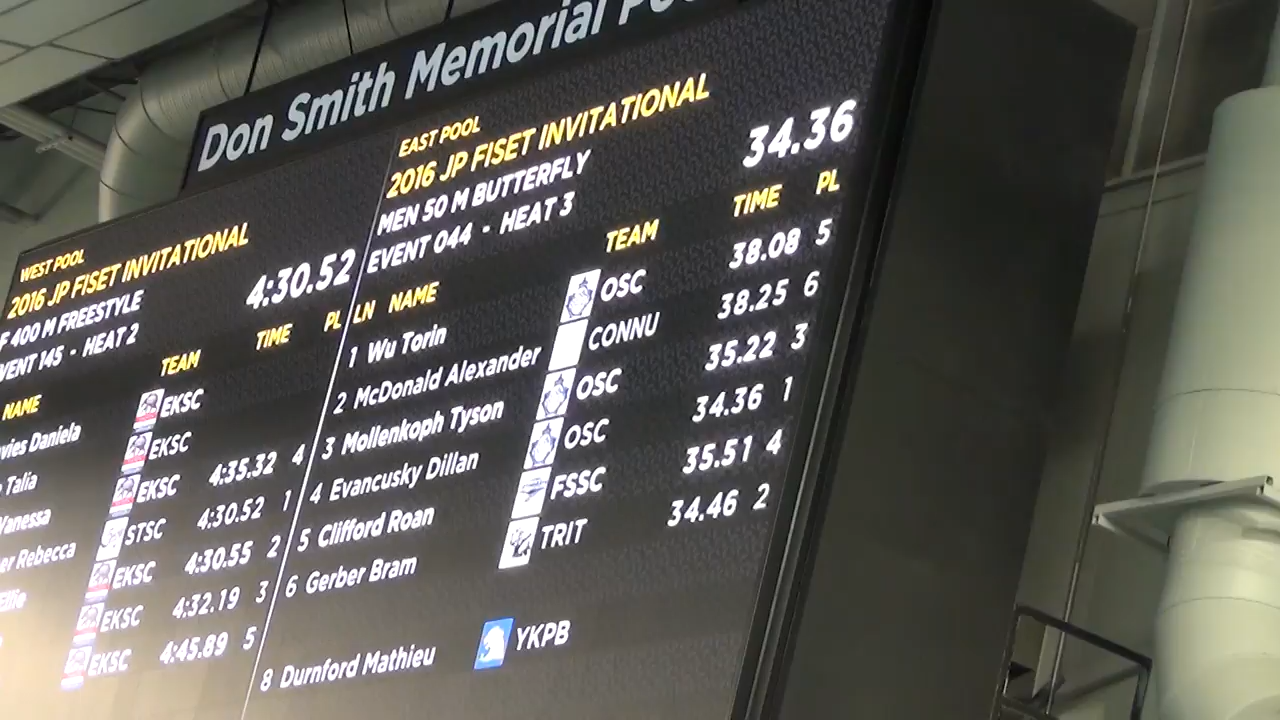 Don Smith Memorial
WEST POOL
2016 JP FISET INVITATIONAL
F 400 M FREESTYLE
EVENT 145 - HEAT 2
4:30.52
NAME TEAM TIME PL
Daniela EKSC
Talia EKSC 4:35.32 4
EKSC 4:30.52 1
Rebecca STSC 4:30.55 2
EKSC 4:32.19 3
EKSC 4:45.89 5
EKSC
EAST POOL
2016 JP FISET INVITATIONAL
MEN 50 M BUTTERFLY
EVENT 044 - HEAT 3
34.36
LN NAME TEAM TIME PL
1 Wu Torin OSC 38.08 5
2 McDonald Alexander CONNU 38.25 6
3 Mollenkoph Tyson OSC 35.22 3
4 Evancusky Dillan OSC 34.36 1
5 Clifford Roan FSSC 35.51 4
6 Gerber Bram TRIT 34.46 2
8 Durnford Mathieu YKPB